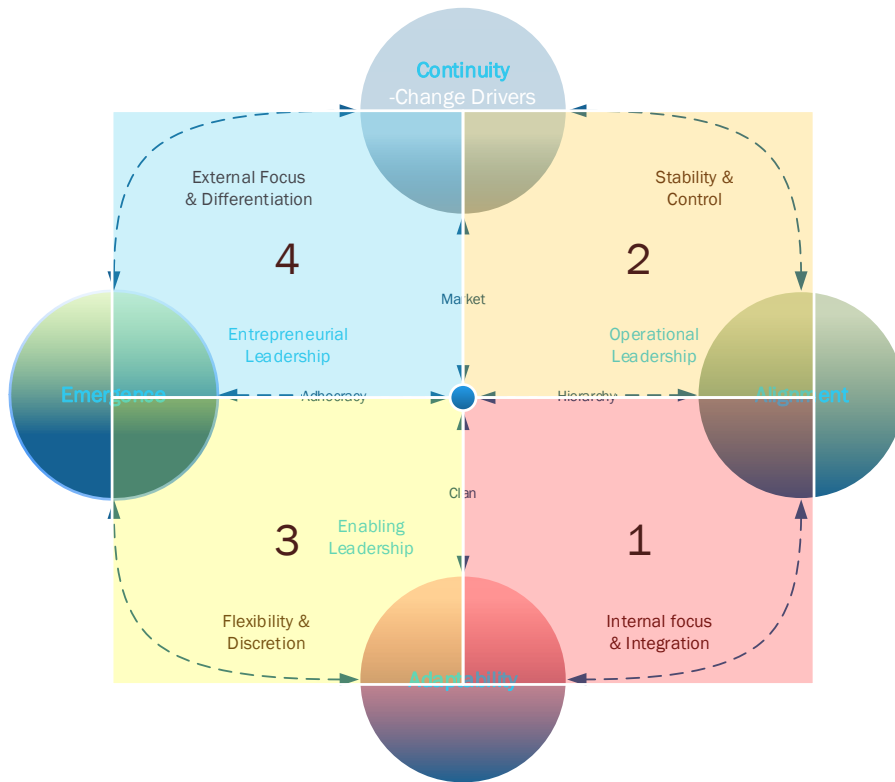 Continuity
-Change Drivers
External Focus
& Differentiation
Stability &
Control
4
2
Market
Entrepreneurial
Leadership
Operational
Leadership
Emergence
Adhocracy
Hierarchy
Alignment
Clan
3
Enabling
Leadership
1
Flexibility &
Discretion
Internal focus
& Integration
Adaptability